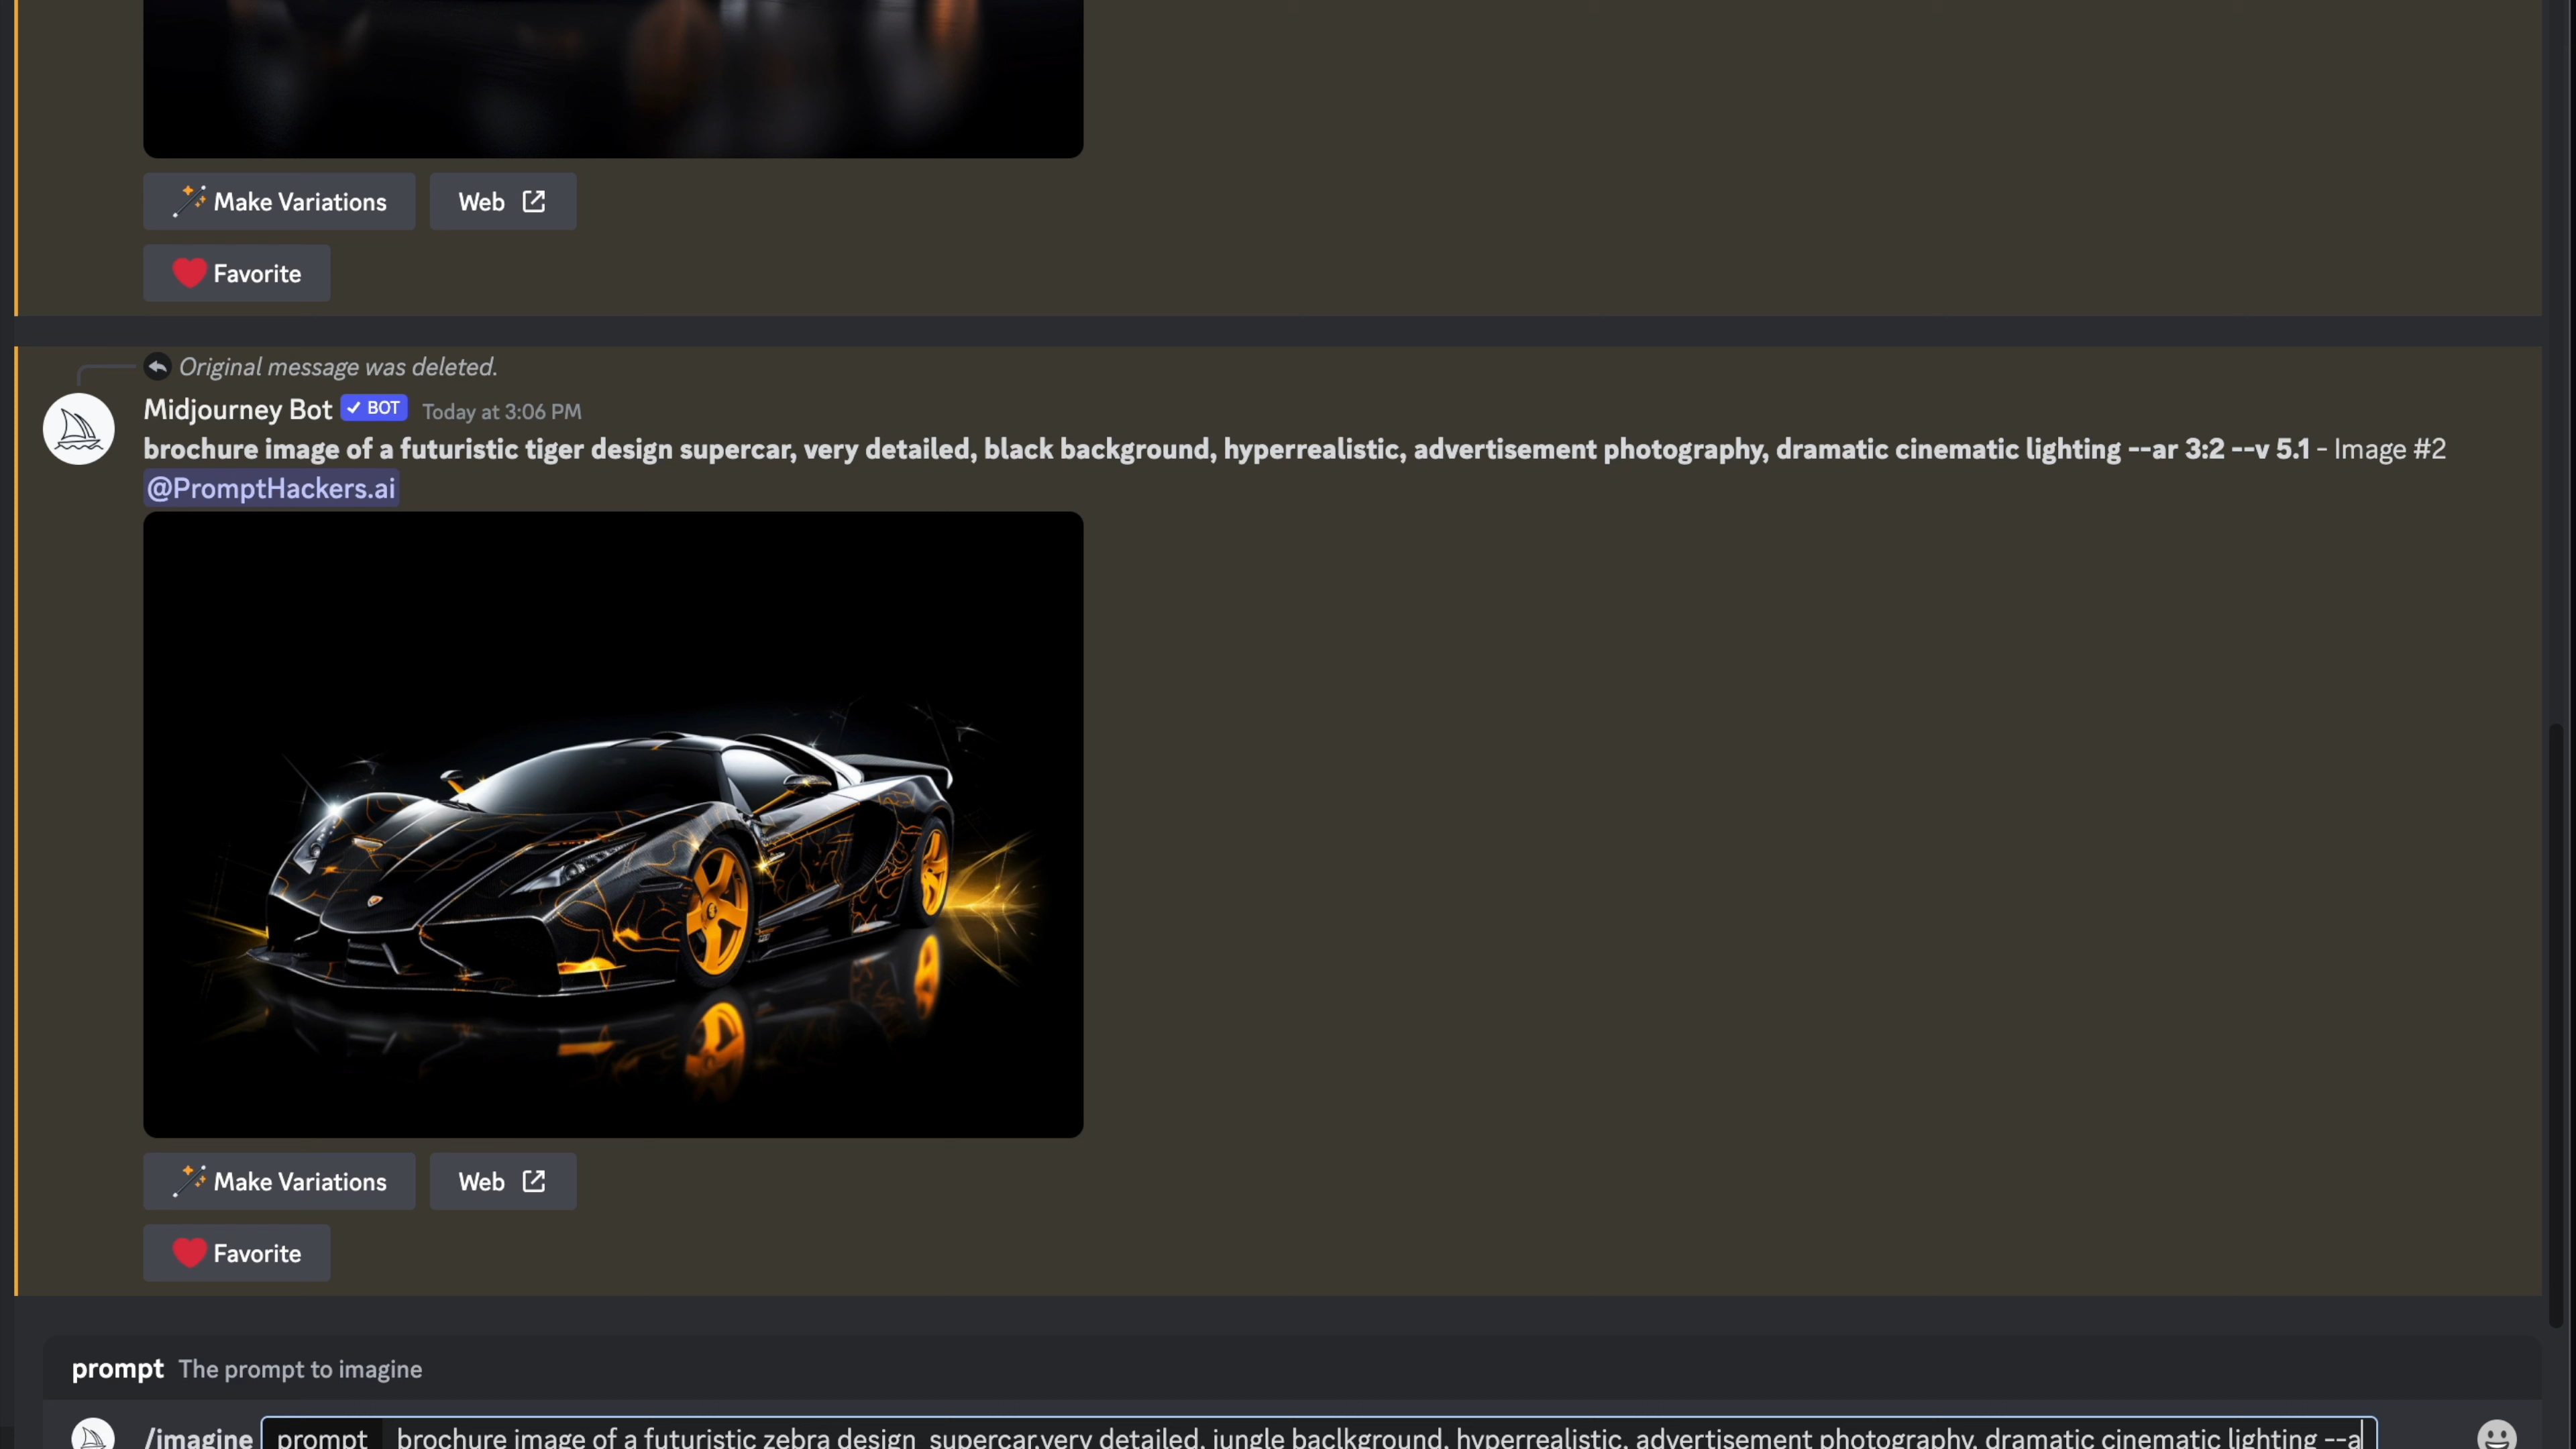 Make Variations
Web
Favorite
Original message was deleted.
Midjourney Bot BOT Today at 3:06 PM
brochure image of a futuristic tiger design supercar, very detailed, black background, hyperrealistic, advertisement photography, dramatic cinematic lighting --ar 3:2 --v 5.1 - Image #2
@PromptHackers.ai
Make Variations
Web
Favorite
prompt The prompt to imagine
/imagine prompt brochure image of a futuristic zebra design supercar,very detailed, jungle baclkground, hyperrealistic, advertisement photography, dramatic cinematic lighting --a